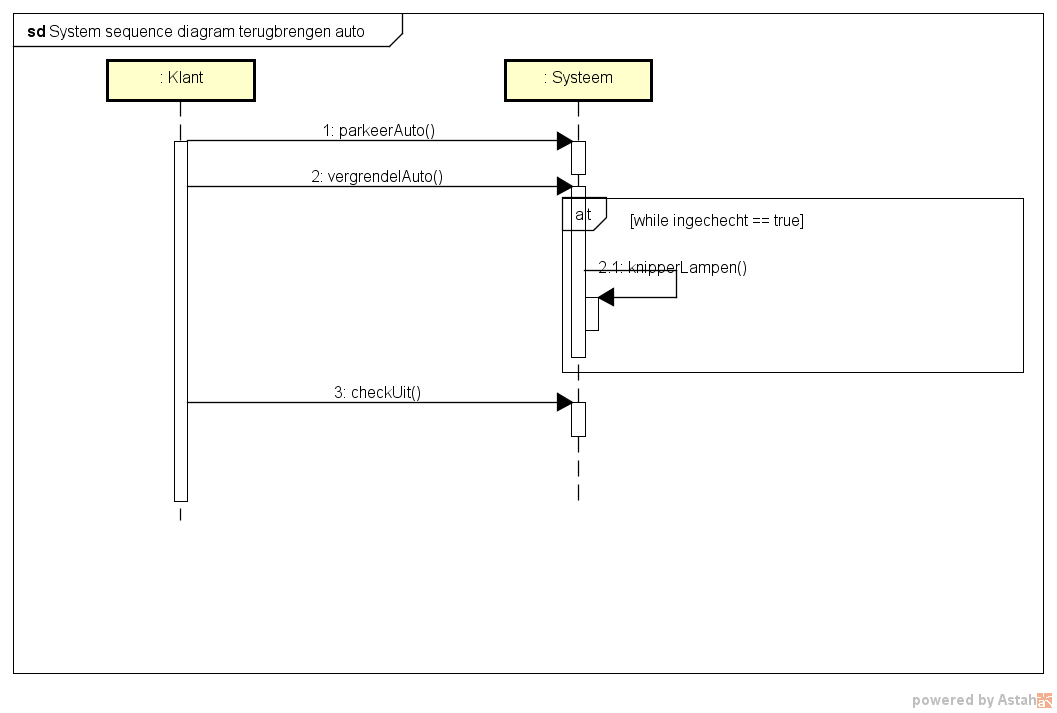 sd System sequence diagram terugbrengen auto
: Klant
: Systeem
1: parkeerAuto()
2: vergrendelAuto()
alt
[while ingechecht == true]
2.1: knipperLampen()
3: checkUit()
powered by Astah